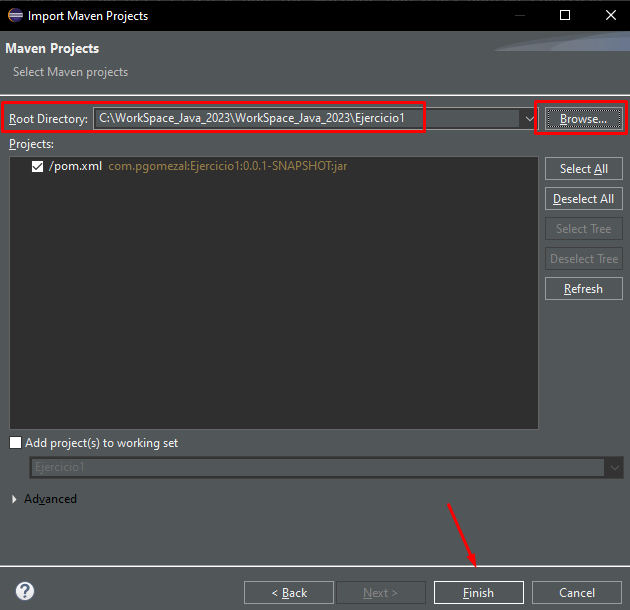 Import Maven Projects
Maven Projects
Select Maven projects
Root Directory: C:\WorkSpace_Java_2023\WorkSpace_Java_2023\Ejercicio1 Browse...
Projects:
/pom.xml com.pgomezal:Ejercicio1:0.0.1-SNAPSHOT:jar
Select All
Deselect All
Select Tree
Deselect Tree
Refresh
Add project(s) to working set
Ejercicio1
Advanced
? < Back Next > Finish Cancel